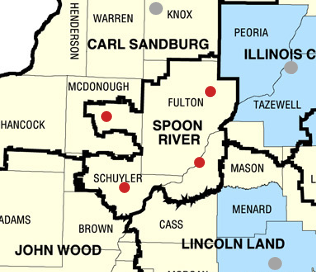 HENDERSON
WARREN
KNOX
CARL SANDBURG
PEORIA
ILLINOIS C
MCDONOUGH
FULTON
TAZEWELL
HANCOCK
SPOON
RIVER
SCHUYLER
MASON
MENARD
ADAMS
BROWN
CASS
JOHN WOOD
LINCOLN LAND